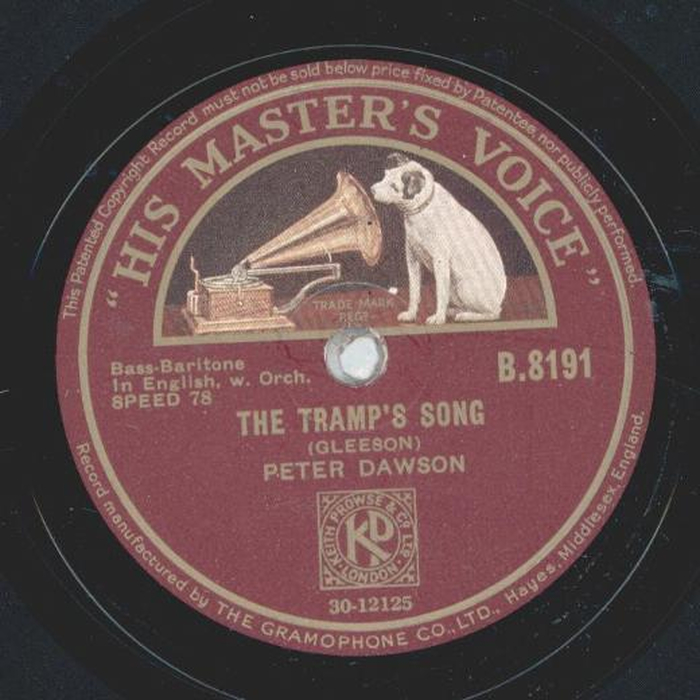 This Patented Copyright Record must not be sold below price fixed by Patentee, nor publicly performed.
"HIS MASTER'S VOICE"
TRADE MARK
REGD
Bass-Baritone
In English, w. Orch.
SPEED 78
B.8191
THE TRAMP'S SONG
(GLEESON)
PETER DAWSON
KEITH PROWSE & CO LTD
KP
LONDON
30-12125
Record manufactured by THE GRAMOPHONE CO., LTD., Hayes, Middlesex, England.